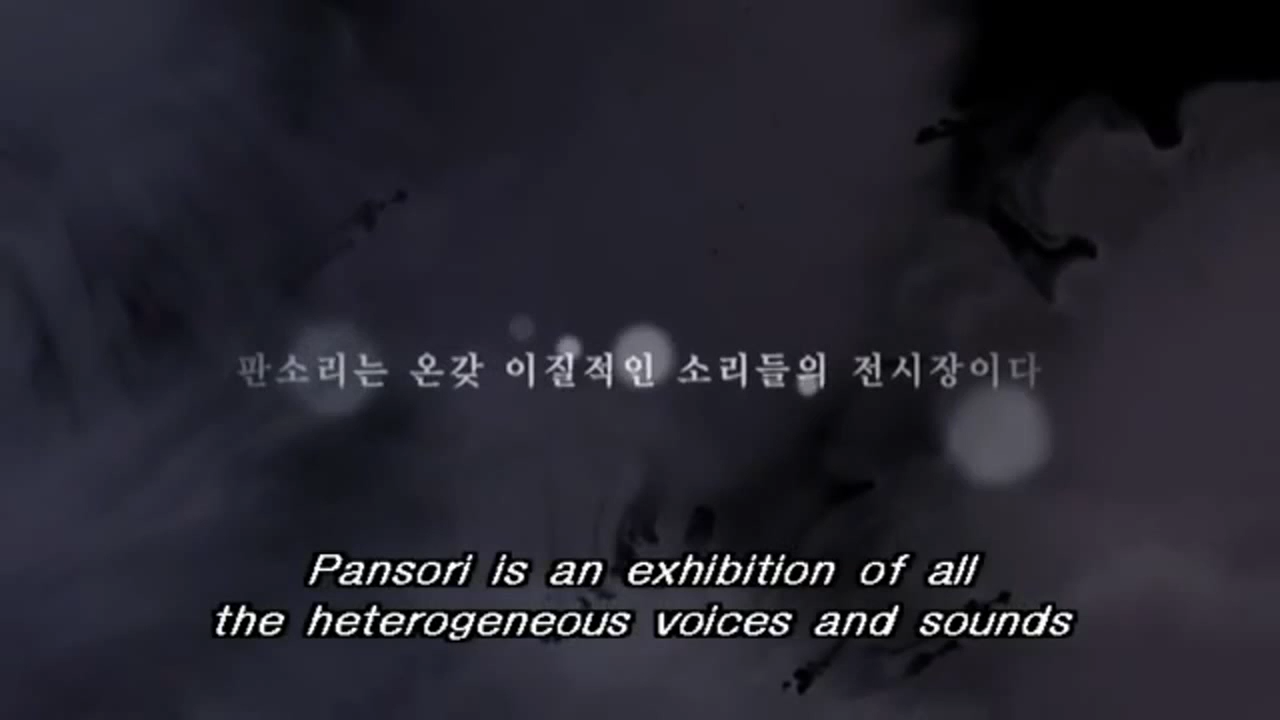 판소리는 온갖 이질적인 소리들의 전시장이다
Pansori is an exhibition of all
the heterogeneous voices and sounds